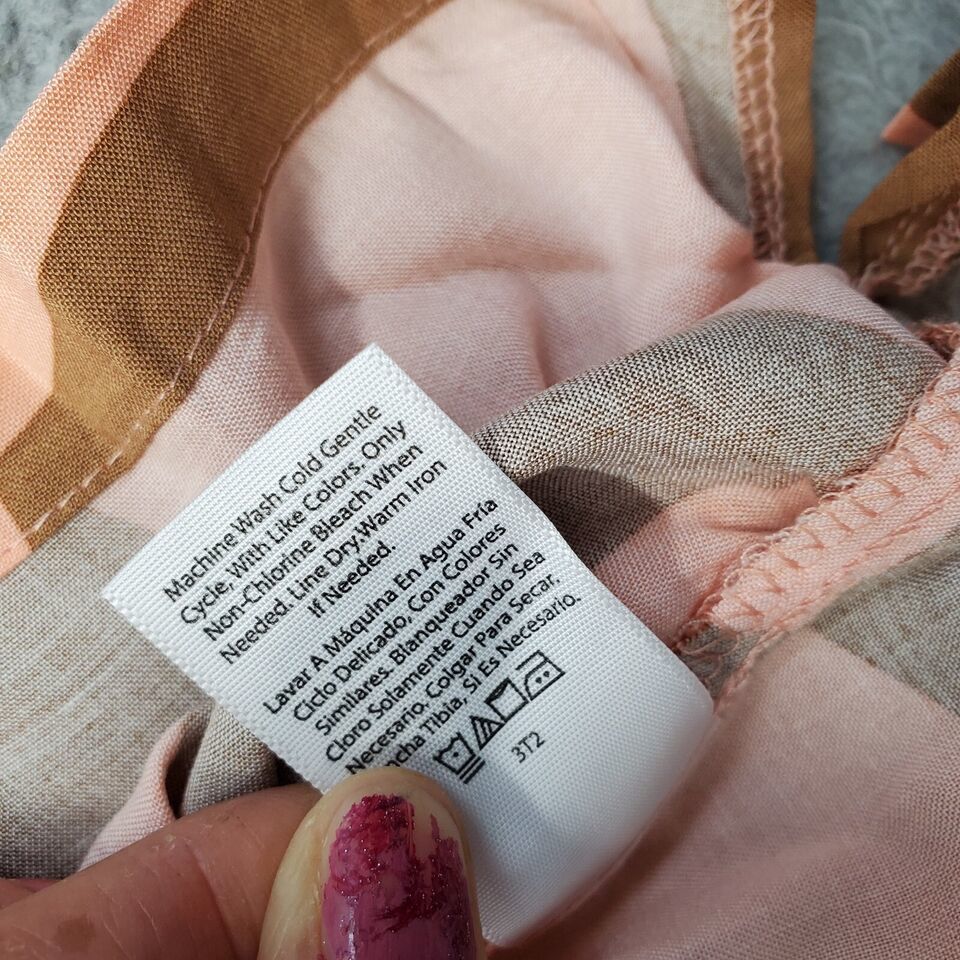 Machine Wash Cold Gentle
Cycle, With Like Colors. Only
Non-Chlorine Bleach When
Needed. Line Dry.Warm Iron
If Needed.
Lavar A Máquina En Agua Fría
Ciclo Delicado, Con Colores
Similares. Blanqueador Sin
Cloro Solamente Cuando Sea
Necesario. Colgar Para Secar,
Tibia, Si Es Necesario.
3T2